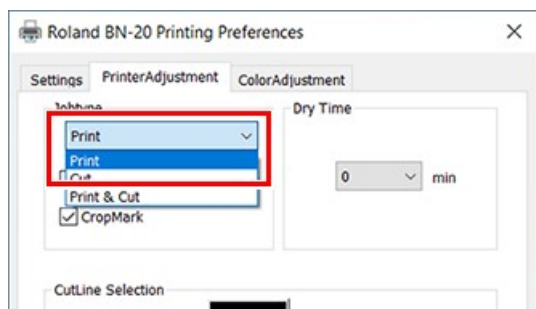 Roland BN-20 Printing Preferences
Settings PrinterAdjustment ColorAdjustment
Jobtype Dry Time
Print
Print
Cut
Print & Cut
0 min
CropMark
CutLine Selection